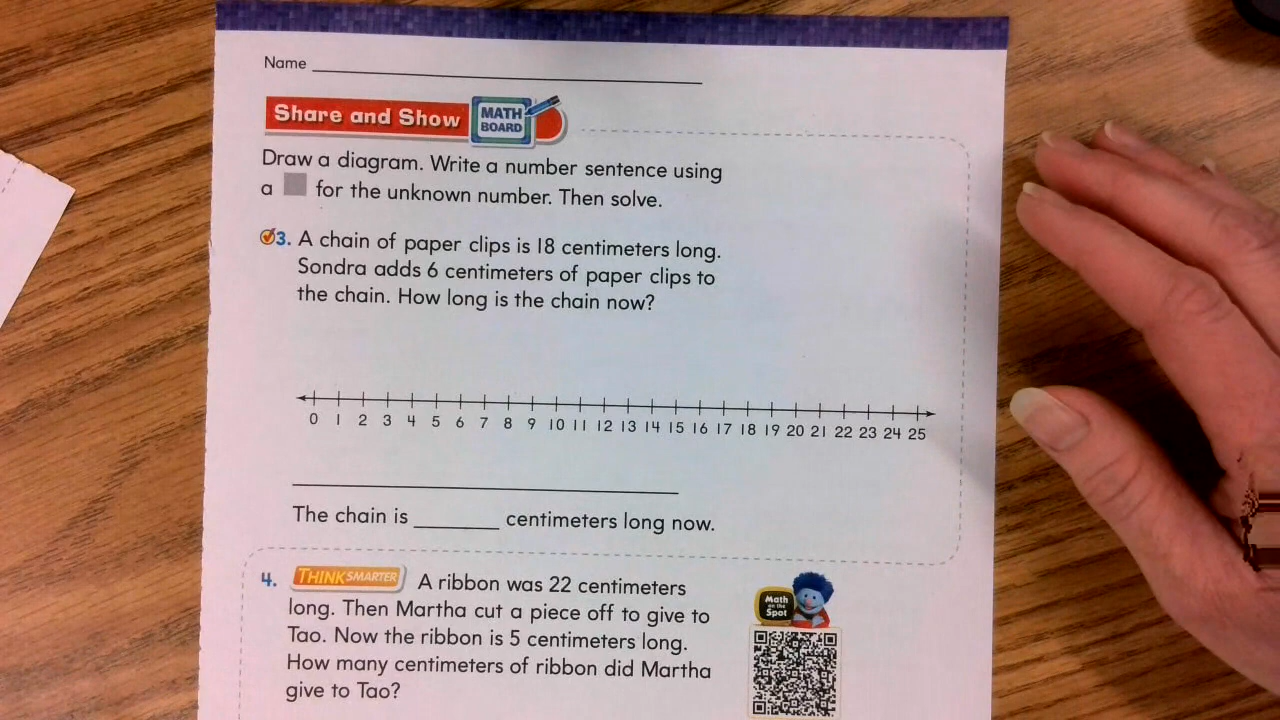 Name
Share and Show MATH BOARD
Draw a diagram. Write a number sentence using
a for the unknown number. Then solve.
3. A chain of paper clips is 18 centimeters long.
Sondra adds 6 centimeters of paper clips to
the chain. How long is the chain now?
0 1 2 3 4 5 6 7 8 9 10 11 12 13 14 15 16 17 18 19 20 21 22 23 24 25
The chain is ______ centimeters long now.
4. THINKSMARTER A ribbon was 22 centimeters
long. Then Martha cut a piece off to give to
Tao. Now the ribbon is 5 centimeters long.
How many centimeters of ribbon did Martha
give to Tao?
Math
on the
Spot